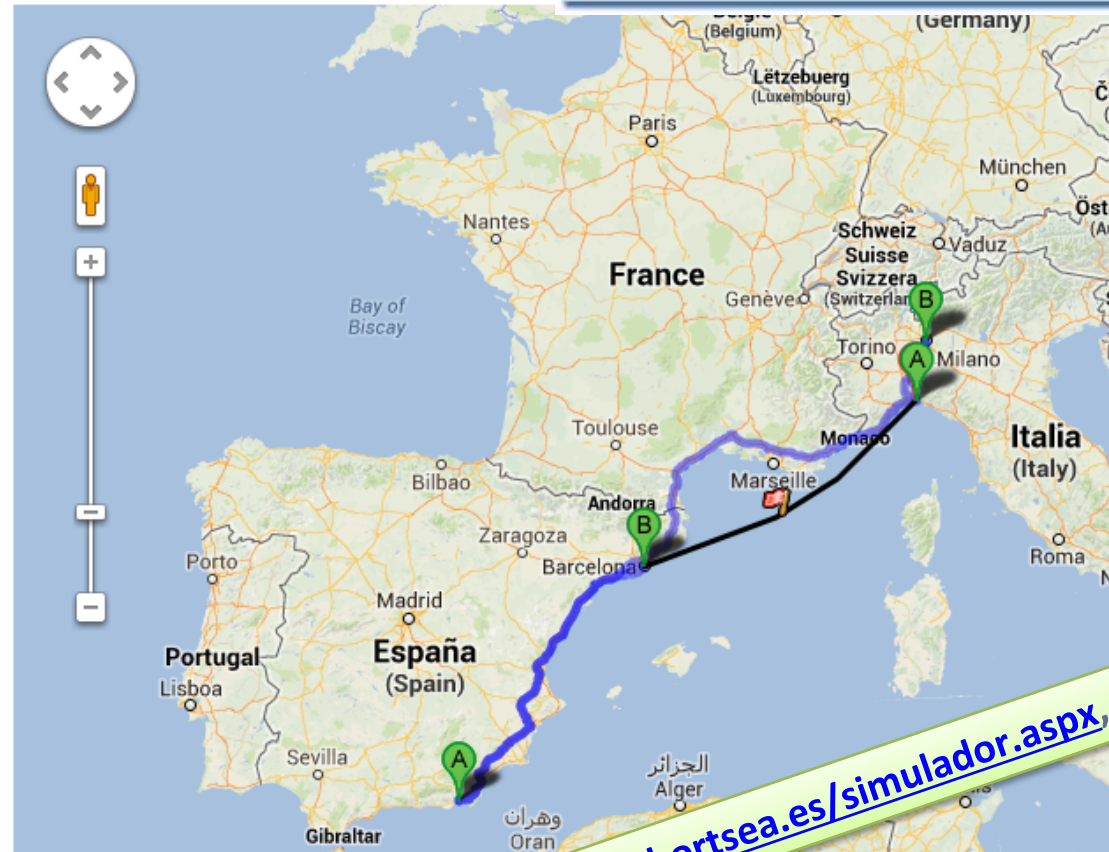 (Germany)
(Belgium)
Lëtzebuerg
(Luxembourg)
Paris
München
Nantes
Schweiz
Suisse
Svizzera
Vaduz
France
Bay of
Biscay
Genève
B
Torino
A
Milano
Toulouse
Monaco
Italia
(Italy)
Bilbao
Marseille
Andorra
B
Zaragoza
Barcelona
Roma
Porto
Madrid
España
(Spain)
Portugal
Lisboa
Sevilla
A
الجزائر
Alger
وهران
Oran
Gibraltar
ortsea.es/simulador.aspx,